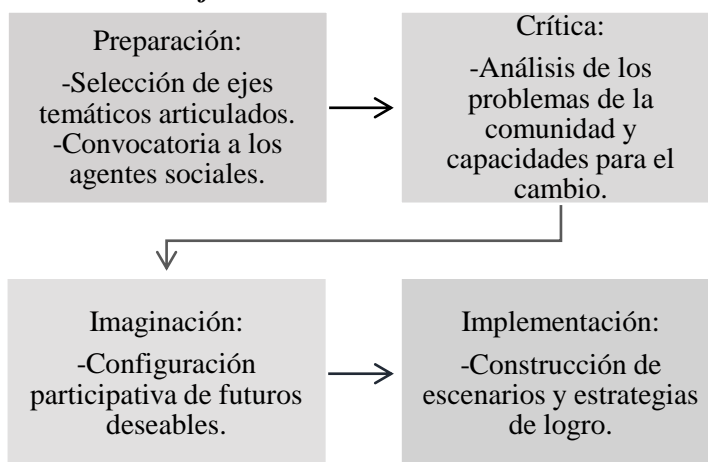 Preparación:
-Selección de ejes
temáticos articulados.
-Convocatoria a los
agentes sociales.
Crítica:
-Análisis de los
problemas de la
comunidad y
capacidades para el
cambio.
Imaginación:
-Configuración
participativa de futuros
deseables.
Implementación:
-Construcción de
escenarios y estrategias
de logro.